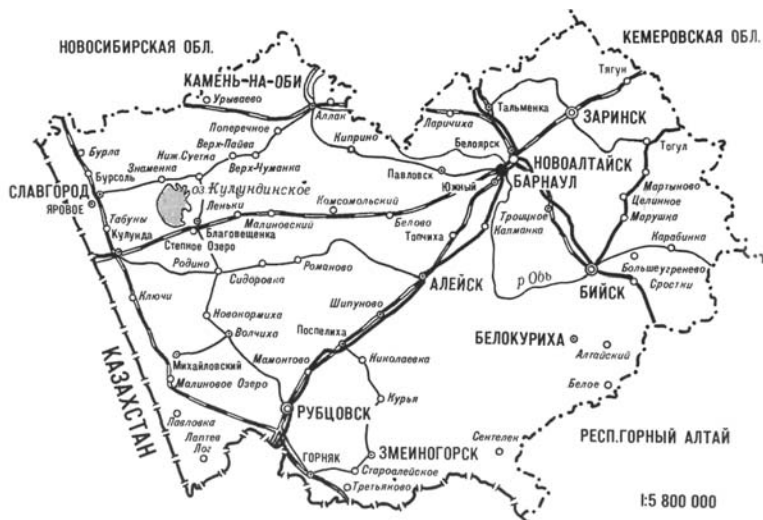 НОВОСИБИРСКАЯ ОБЛ.
КЕМЕРОВСКАЯ ОБЛ.
КАМЕНЬ-НА-ОБИ
Урываево
Аллак
Поперечное
Киприно
Ларичиха
Тальменка
Тягун
ЗАРИНСК
Белоярск
Тогул
Бурла
Ниж.Суетка
Верх-Пайва
Верх-Чуманка
Знаменка
Бурсоль
СЛАВГОРОД
ЯРОВОЕ
оз Кулундинское
Павловск
НОВОАЛТАЙСК
БАРНАУЛ
Южный
Мартыново
Целинное
Марушка
Табуны
Кулунда
Леньки
Малиновский
Комсомольский
Белово
Благовещенка
Степное Озеро
Топчиха
Троицкое
Калманка
Карабинка
Родино
Сидоровка
Романово
АЛЕЙСК
р Обь
Большеугренево
БИЙСК
Сростки
Ключи
Новокормиха
Волчиха
Шипуново
Поспелиха
БЕЛОКУРИХА
Алтайский
Михайловский
Мамонтово
Николаевка
Малиновое Озеро
Белое
КАЗАХСТАН
Курья
РУБЦОВСК
Павловка
Лаптев
Лог
РЕСП.ГОРНЫЙ АЛТАЙ
ГОРНЯК
ЗМЕИНОГОРСК
Сентелек
Староалейское
Третьяково
1:5 800 000